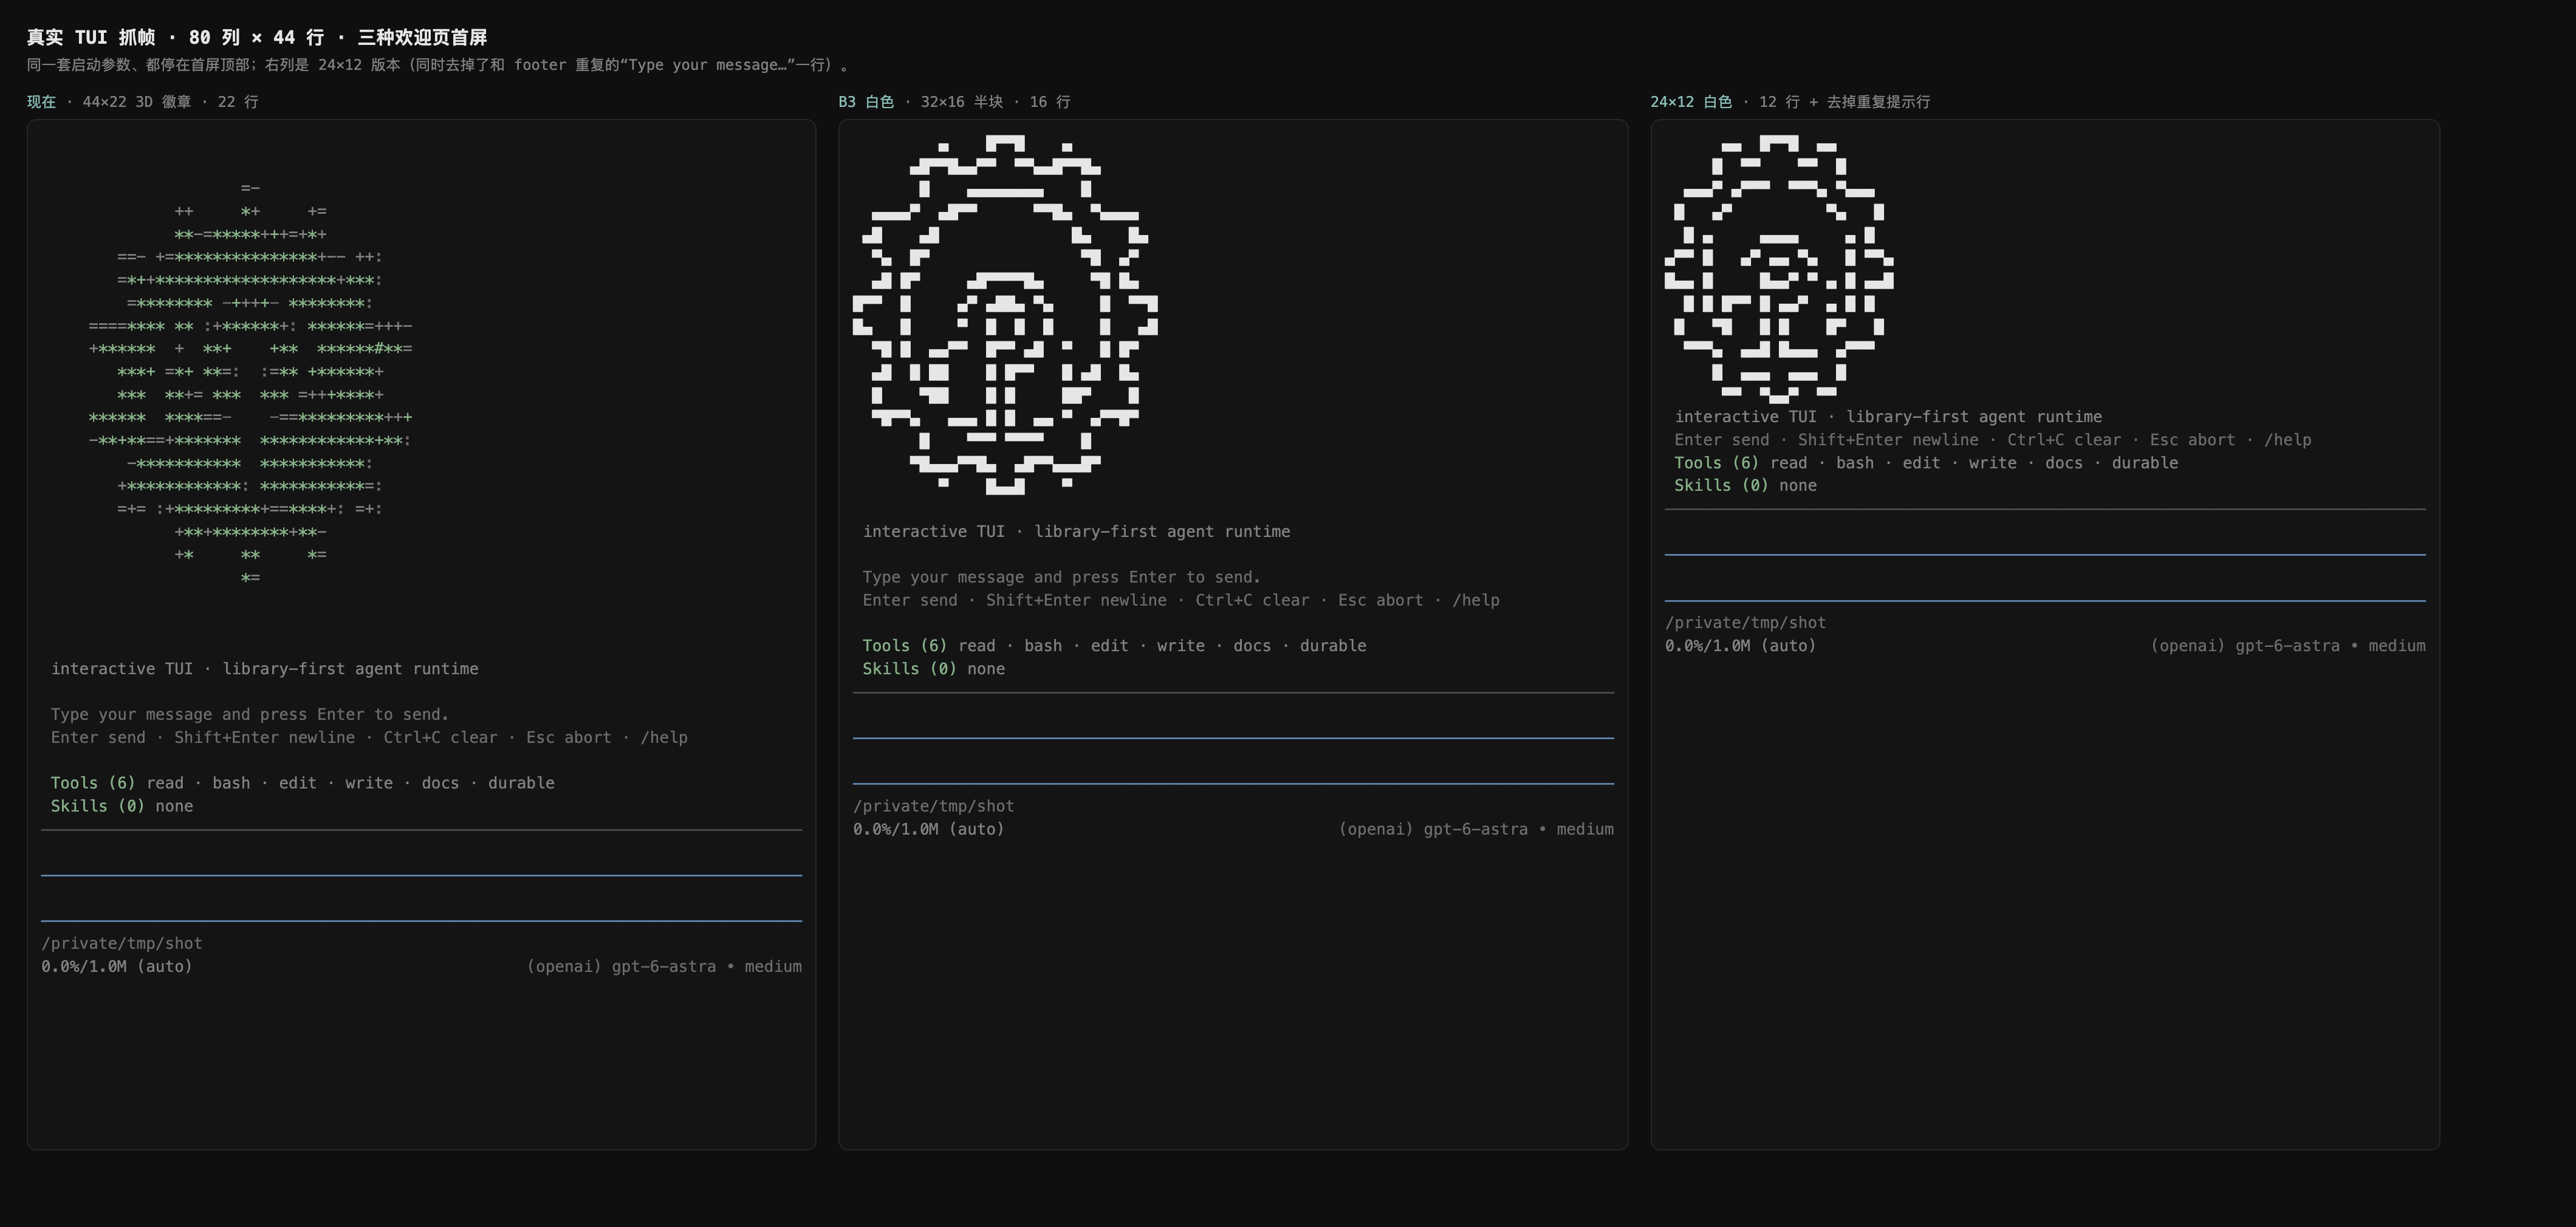 真实 TUI 抓帧 · 80 列 × 44 行 · 三种欢迎页首屏
同一套启动参数、都停在首屏顶部；右列是 24×12 版本（同时去掉了和 footer 重复的“Type your message…”一行）。
现在 · 44×22 3D 徽章 · 22 行
=-
++ *+ +=
**-=*****++=+*+
==- +=***************+-- ++:
=*++**********************+***:
=******** -++++- ********:
====**** ** :+******+: ******=+++-
+****** + **+ +** ******#**=
***+ =*+ **=: :=** +******+
*** **+= *** *** =+++****+
****** ****==- -==*********+++
-**+**==+******* ************+**:
-*********** ***********:
+************: ***********=:
=+= :+*********+==****+: =+:
+**+********+**-
+* ** *=
*=
interactive TUI · library-first agent runtime
Type your message and press Enter to send.
Enter send · Shift+Enter newline · Ctrl+C clear · Esc abort · /help
Tools (6) read · bash · edit · write · docs · durable
Skills (0) none
/private/tmp/shot
0.0%/1.0M (auto) (openai) gpt-6-astra • medium
B3 白色 · 32×16 半块 · 16 行
interactive TUI · library-first agent runtime
Type your message and press Enter to send.
Enter send · Shift+Enter newline · Ctrl+C clear · Esc abort · /help
Tools (6) read · bash · edit · write · docs · durable
Skills (0) none
/private/tmp/shot
0.0%/1.0M (auto) (openai) gpt-6-astra • medium
24×12 白色 · 12 行 + 去掉重复提示行
interactive TUI · library-first agent runtime
Enter send · Shift+Enter newline · Ctrl+C clear · Esc abort · /help
Tools (6) read · bash · edit · write · docs · durable
Skills (0) none
/private/tmp/shot
0.0%/1.0M (auto) (openai) gpt-6-astra • medium